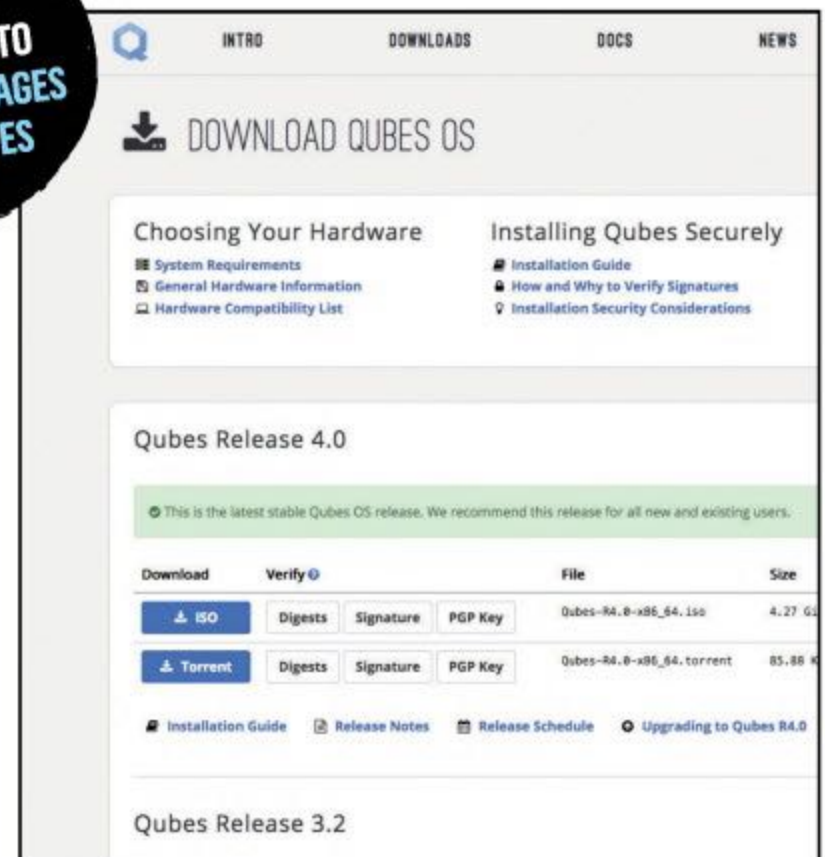 TO
AGES
ES
INTRO DOWNLOADS DOCS NEWS
DOWNLOAD QUBES OS
Choosing Your Hardware Installing Qubes Securely
System Requirements Installation Guide
General Hardware Information How and Why to Verify Signatures
Hardware Compatibility List Installation Security Considerations
Qubes Release 4.0
This is the latest stable Qubes OS release. We recommend this release for all new and existing users.
Download Verify File Size
ISO Digests Signature PGP Key Qubes-R4.0-x86_64.iso 4.27 Gi
Torrent Digests Signature PGP Key Qubes-R4.0-x86_64.torrent 85.88 K
Installation Guide Release Notes Release Schedule Upgrading to Qubes R4.0
Qubes Release 3.2